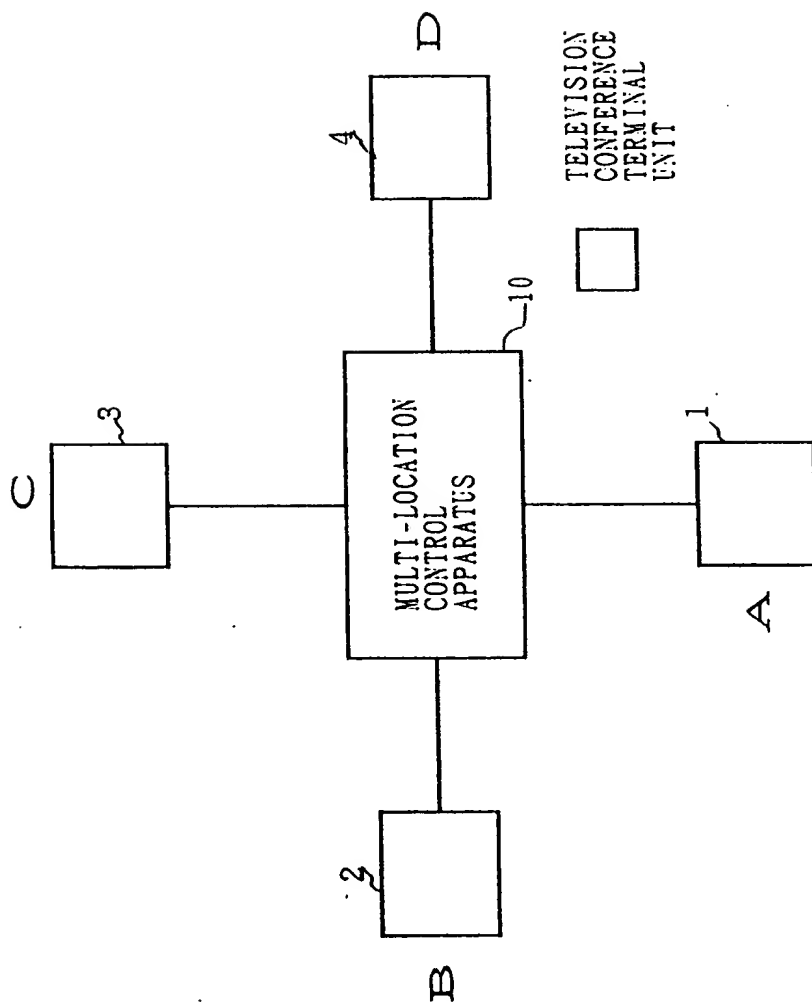 C
3
B
2
MULTI-LOCATION
CONTROL
APPARATUS
10
4
D
A
1
TELEVISION
CONFERENCE
TERMINAL
UNIT